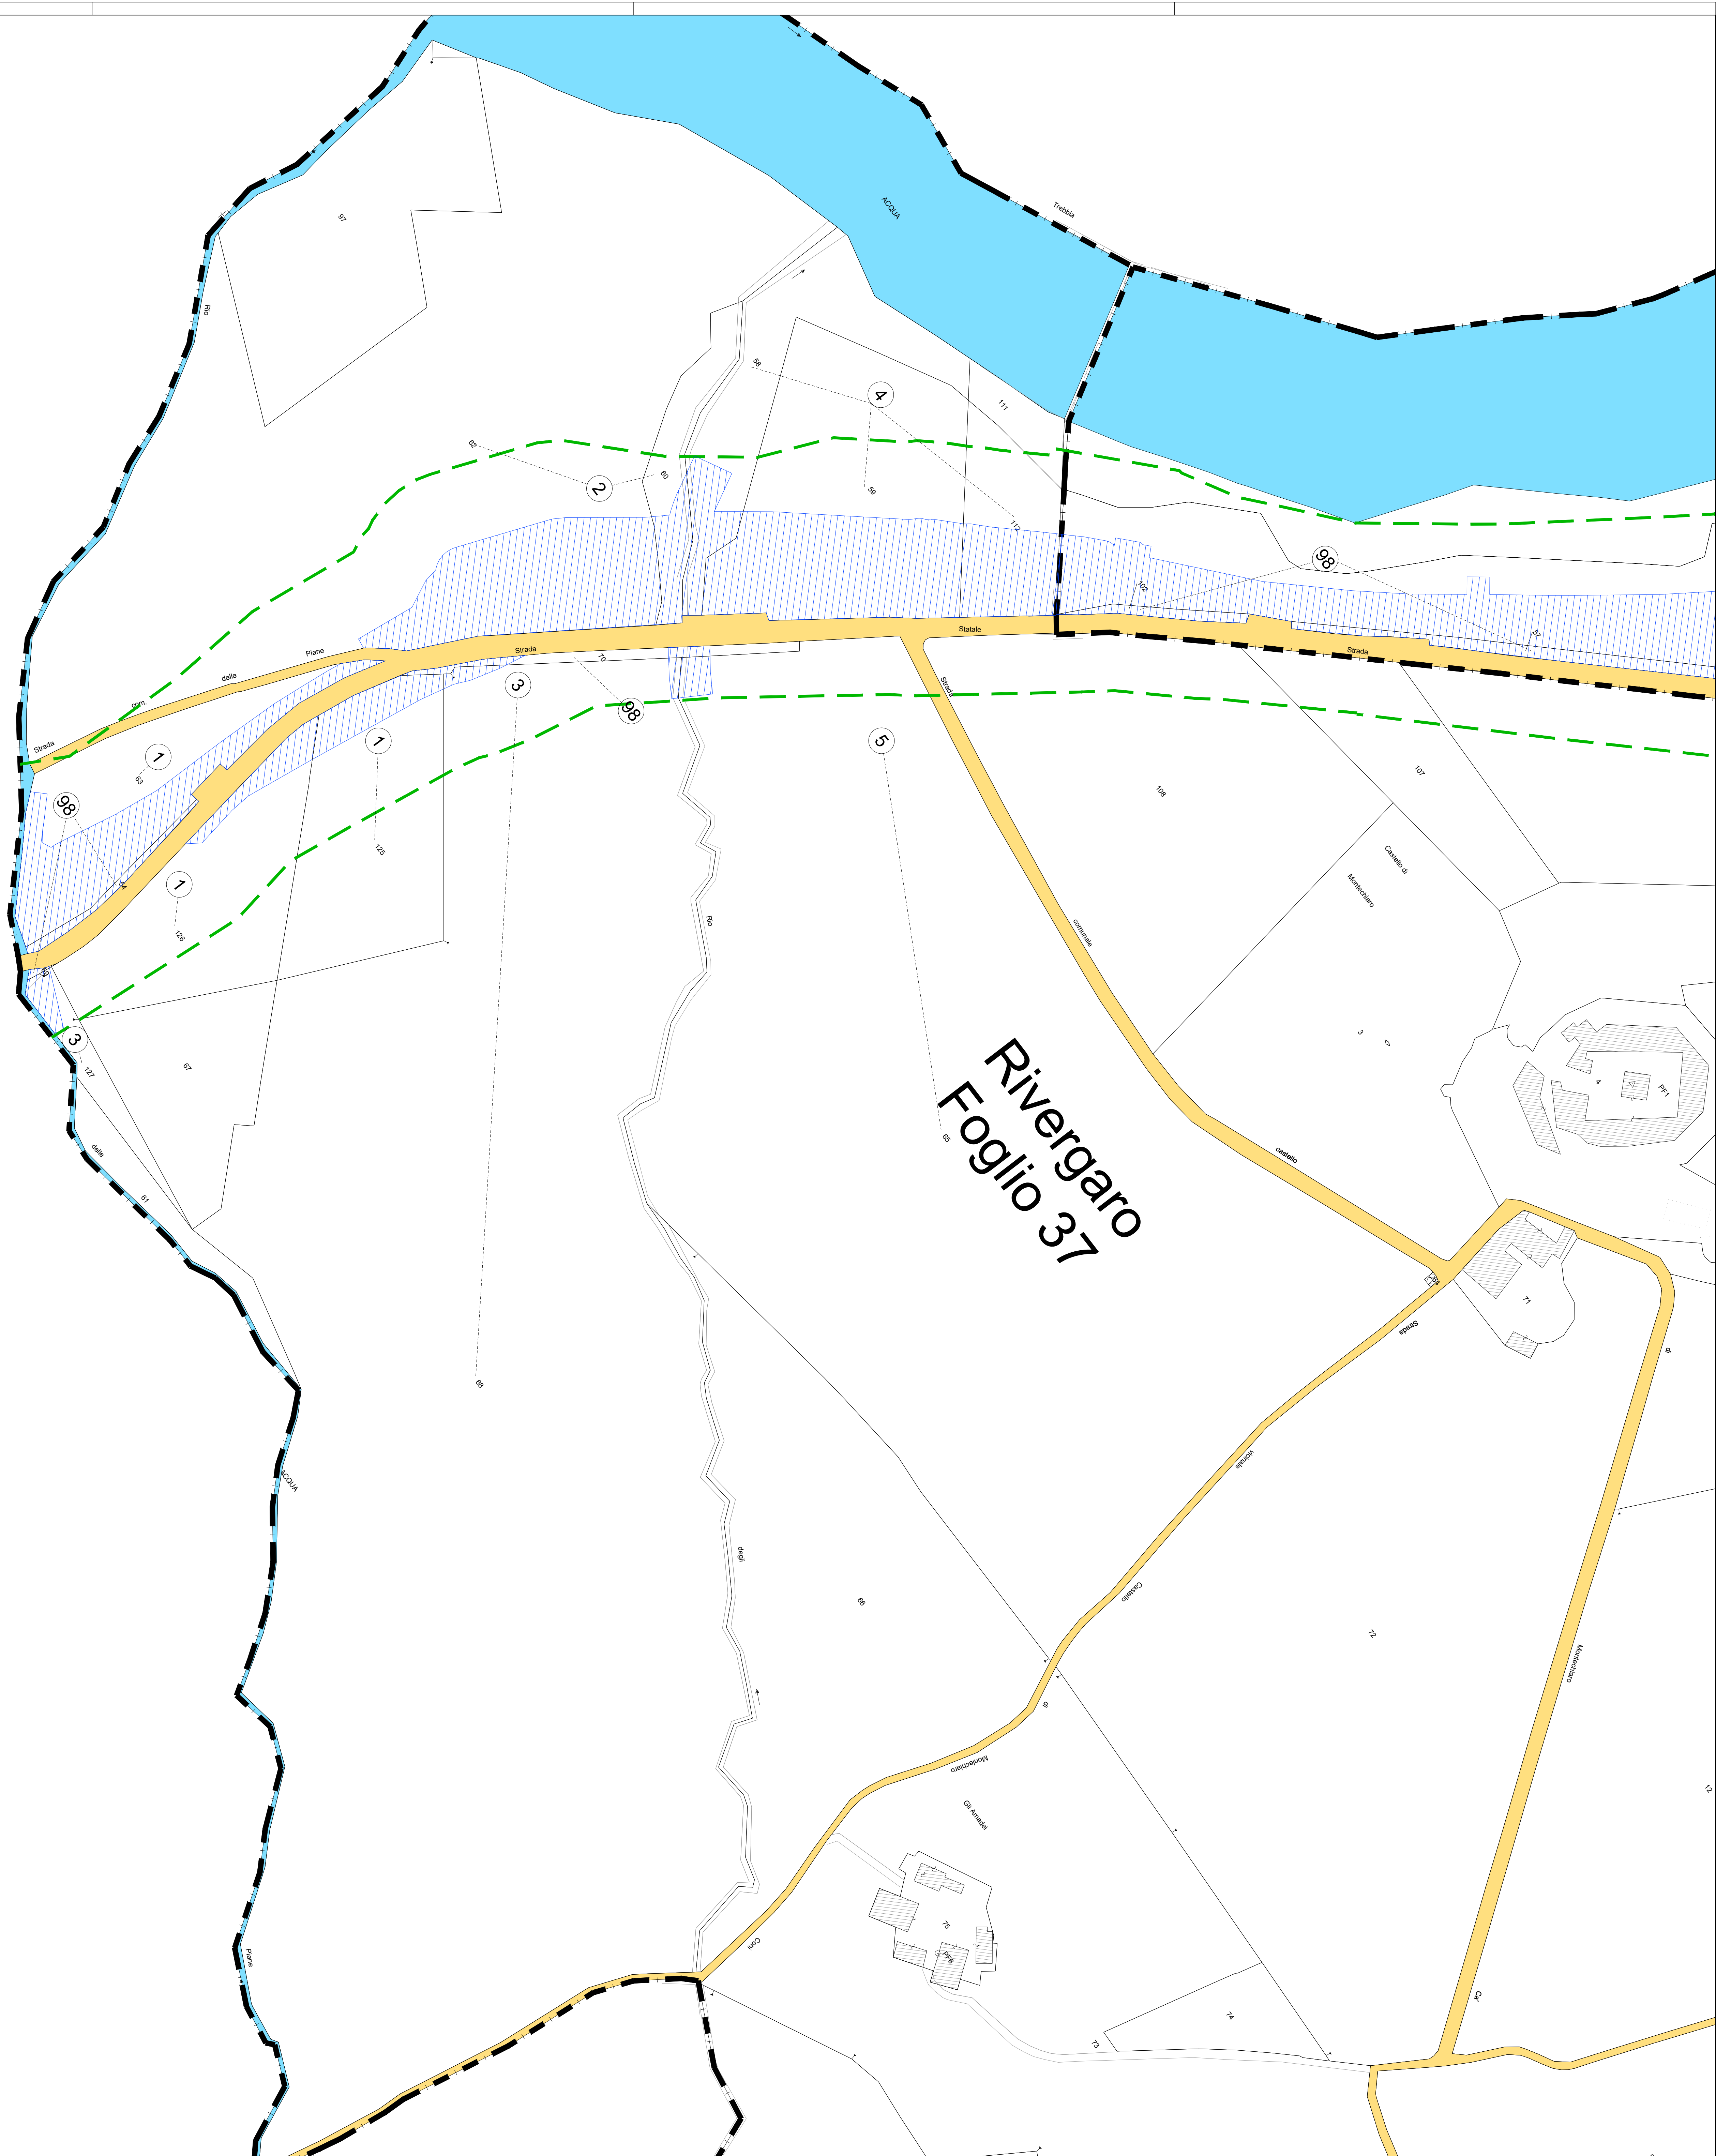 97
Rio
ACQUA
Trebbia
58
4
111
62
2
60
59
112
98
102
57
Strada
com.
delle
Piane
Strada
Statale
Strada
70
3
98
5
Strada
1
63
1
98
125
64
1
126
69
3
127
67
107
108
Castello di
Montechiaro
comunale
3
4
PF1
Rivergaro
Foglio 37
65
delle
61
castello
64
71
Strada
di
68
Rio
ACQUA
vicinale
degli
66
Castello
72
di
Montechiaro
Montechiaro
12
Gli Amadei
75
PF6
Coni
Piane
Ca'
74
73